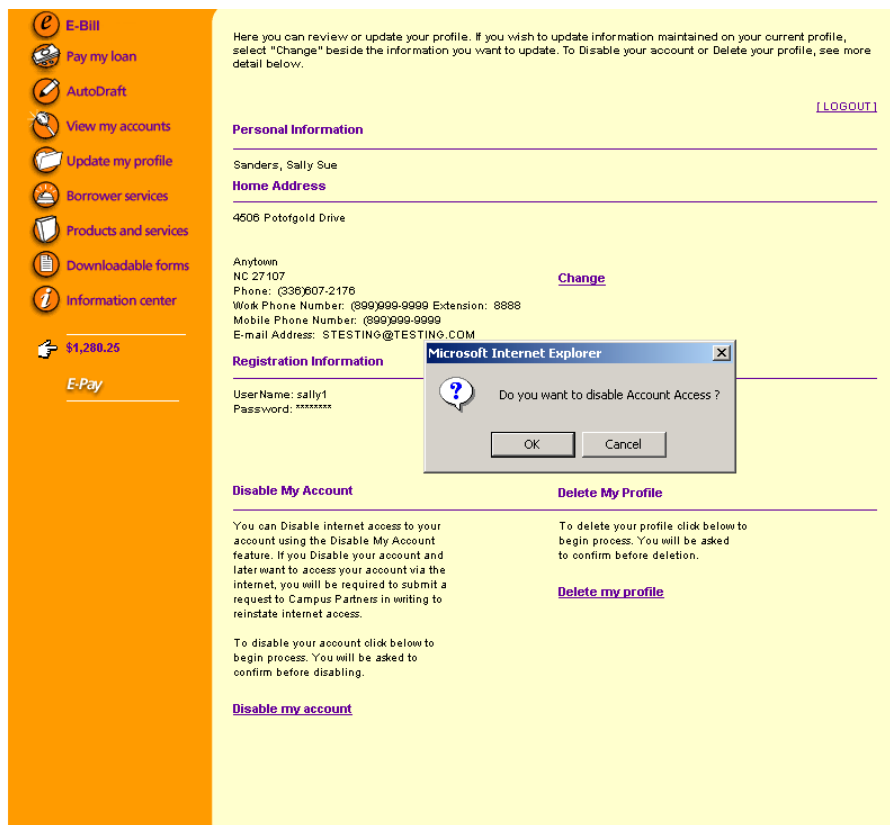 E-Bill
Pay my loan
AutoDraft
View my accounts
Update my profile
Borrower services
Products and services
Downloadable forms
Information center
$1,280.25
E-Pay
Here you can review or update your profile. If you wish to update information maintained on your current profile,
select "Change" beside the information you want to update. To Disable your account or Delete your profile, see more
detail below.
[LOGOUT]
Personal Information
Sanders, Sally Sue
Home Address
4506 Potofgold Drive
Anytown
NC 27107
Change
Phone: (336)607-2176
Work Phone Number: (899)999-9999 Extension: 8888
Mobile Phone Number: (899)999-9999
E-mail Address: STESTING@TESTING.COM
Registration Information
UserName: sally1
Password: ********
Microsoft Internet Explorer
Do you want to disable Account Access ?
OK Cancel
Disable My Account
You can Disable internet access to your
account using the Disable My Account
feature. If you Disable your account and
later want to access your account via the
internet, you will be required to submit a
request to Campus Partners in writing to
reinstate internet access.
To disable your account click below to
begin process. You will be asked to
confirm before disabling.
Disable my account
Delete My Profile
To delete your profile click below to
begin process. You will be asked
to confirm before deletion.
Delete my profile